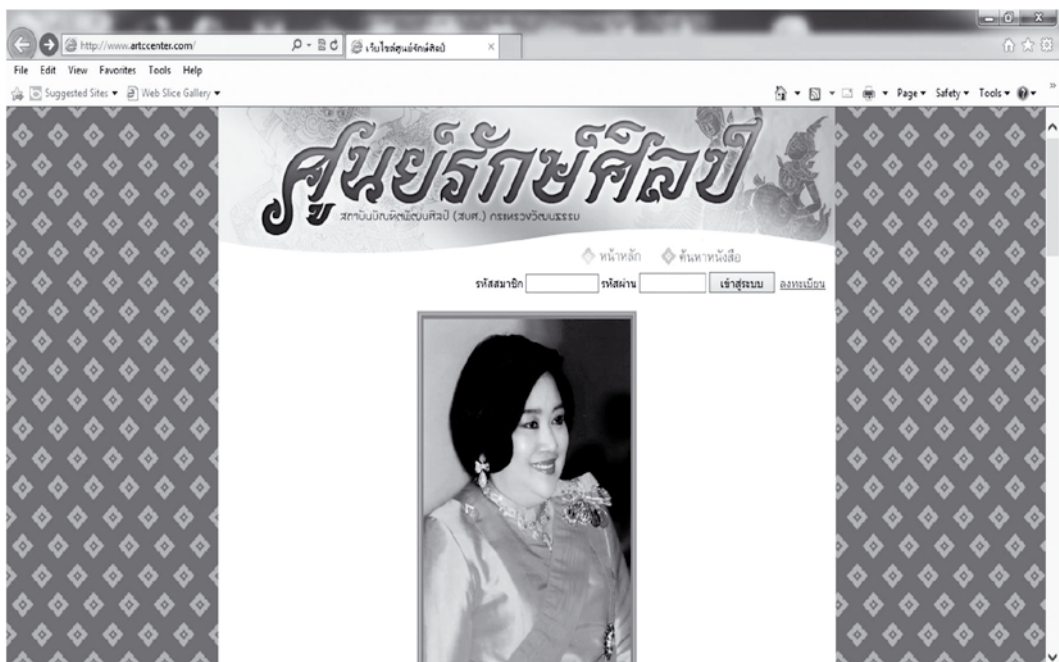 http://www.artccenter.com/
เว็บไซต์ศูนย์รักษ์ศิลป์
File Edit View Favorites Tools Help
Suggested Sites Web Slice Gallery Page Safety Tools
ศูนย์รักษ์ศิลป์
สถาบันบัณฑิตพัฒนศิลป์ (สบศ.) กระทรวงวัฒนธรรม
หน้าหลัก ค้นหาหนังสือ
รหัสสมาชิก รหัสผ่าน เข้าสู่ระบบ ลงทะเบียน